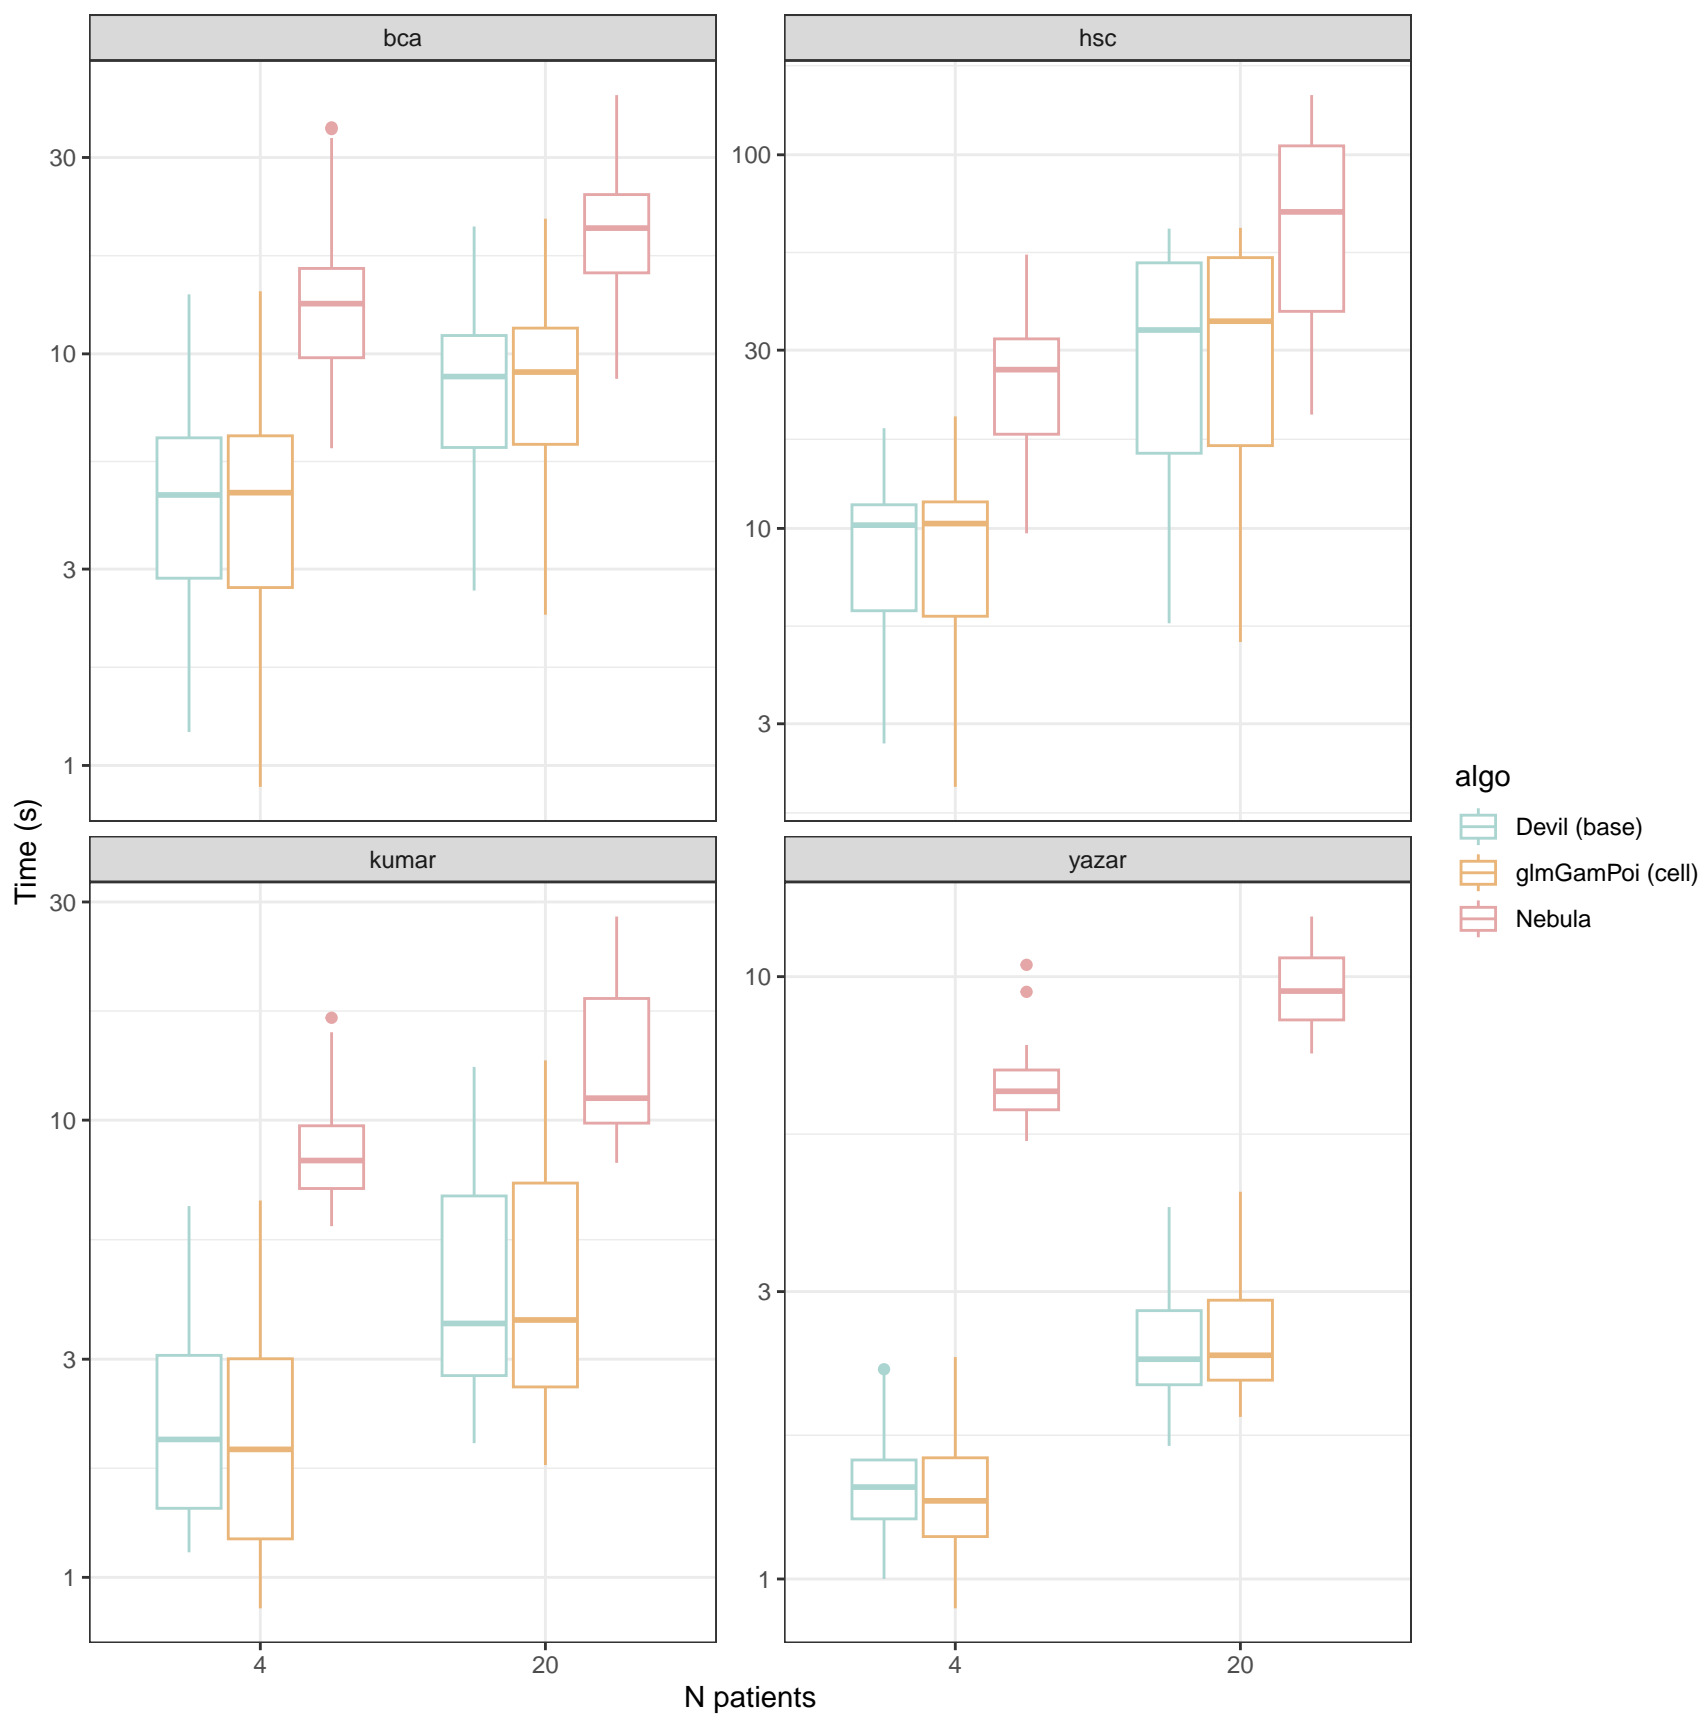 bca
hsc
30
10
3
1
100
30
10
3
Time (s)
kumar
yazar
30
10
3
1
10
3
1
4
20
4
20
N patients
algo
Devil (base)
glmGamPoi (cell)
Nebula